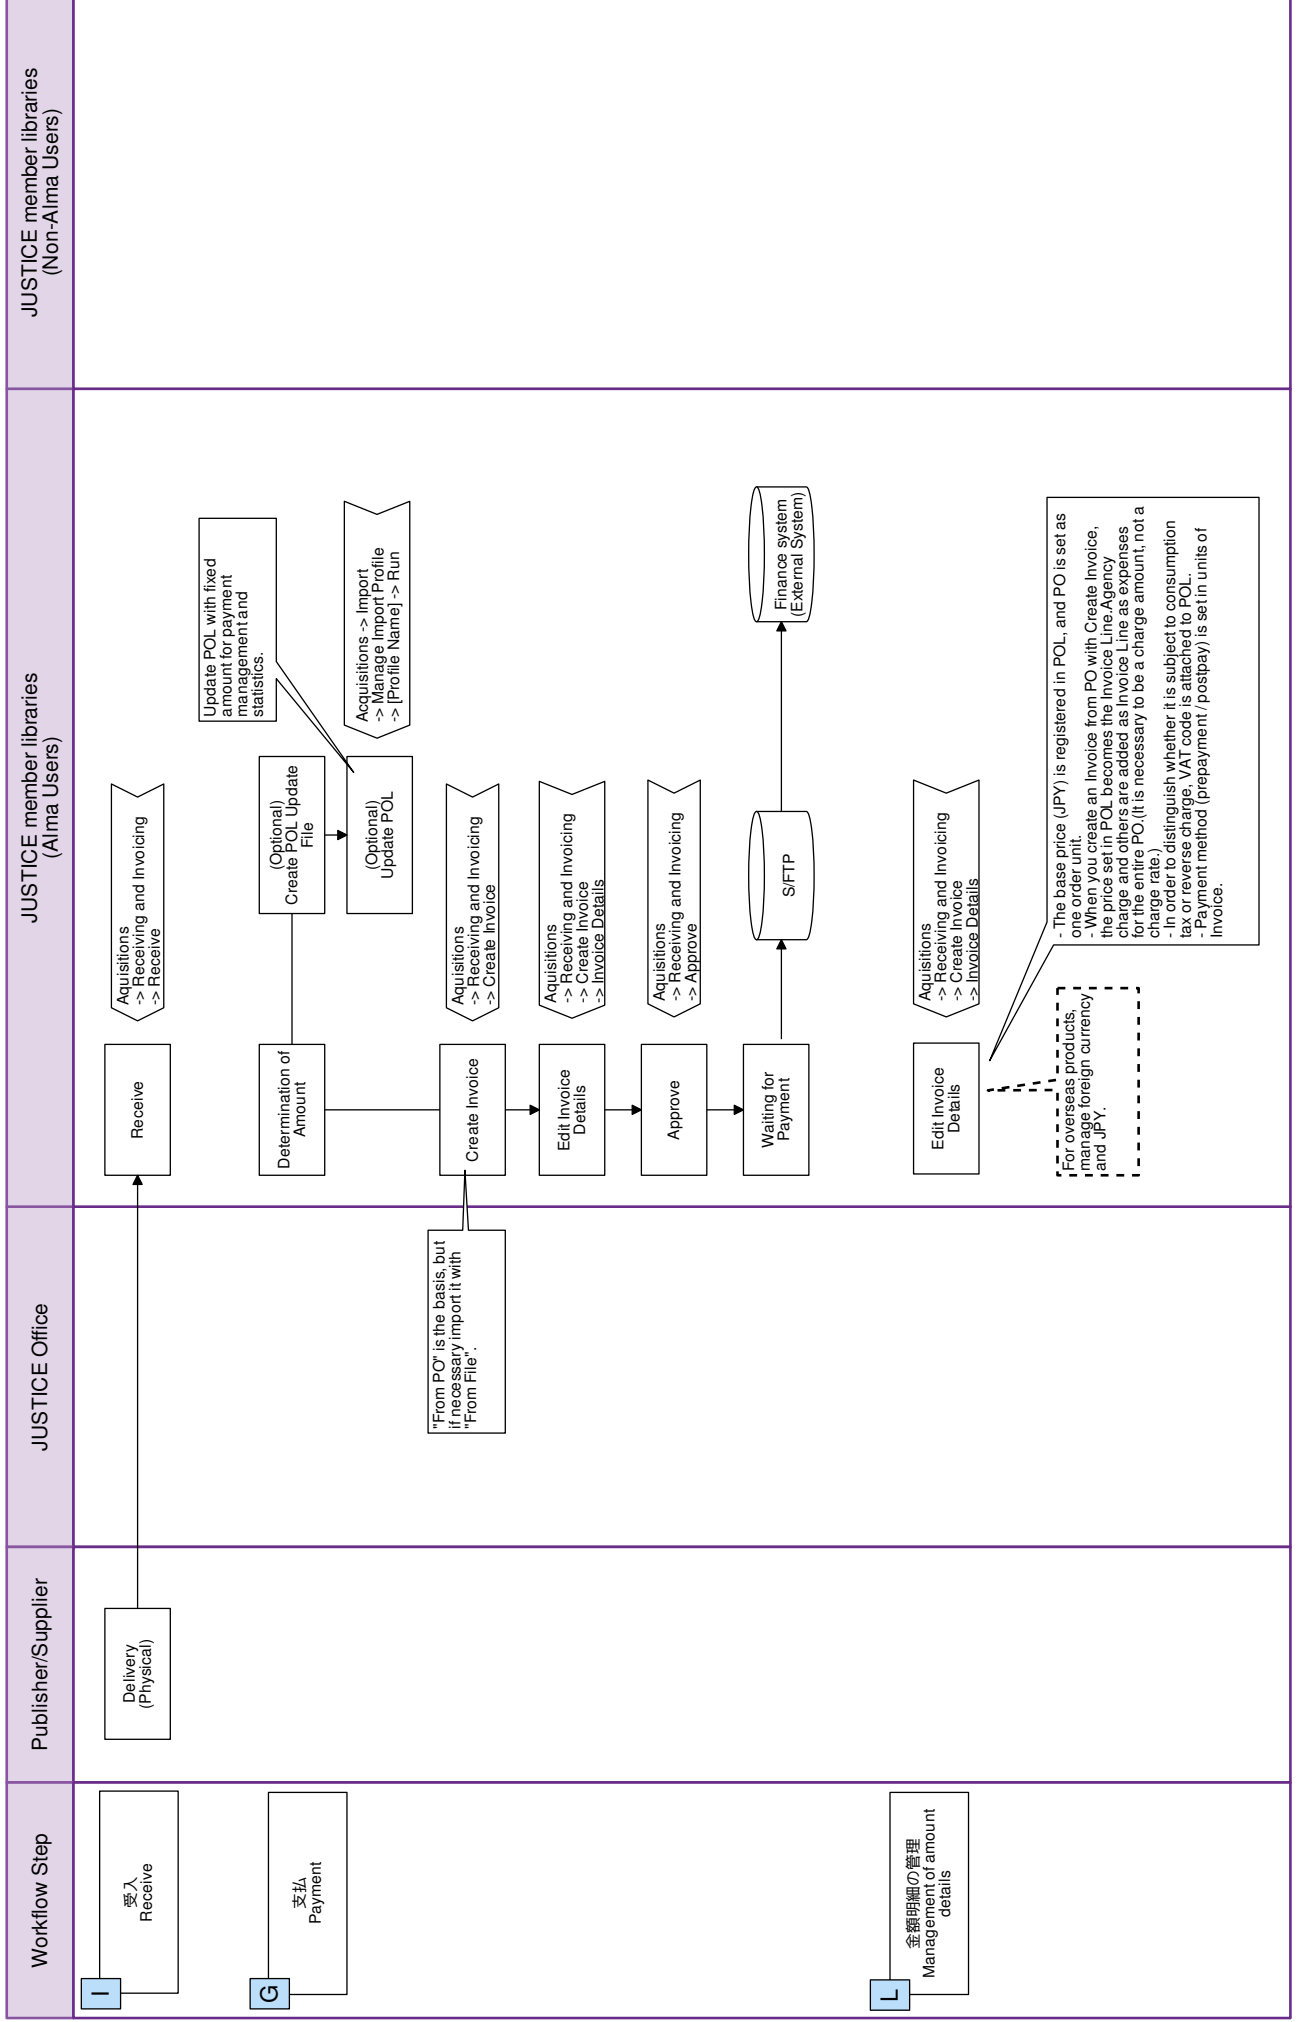 Workflow Step
Publisher/Supplier
JUSTICE Office
JUSTICE member libraries
(Alma Users)
JUSTICE member libraries
(Non-Alma Users)
I
受入
Receive
Delivery
(Physical)
Receive
Aquisitions
-> Receiving and Invoicing
-> Receive
G
支払
Payment
Determination of
Amount
(Optional)
Create POL Update
File
Update POL with fixed
amount for payment
management and
statistics.
(Optional)
Update POL
Acquisitions -> Import
-> Manage Import Profile
-> [Profile Name] -> Run
"From PO" is the basis, but
if necessary import it with
"From File".
Create Invoice
Aquisitions
-> Receiving and Invoicing
-> Create Invoice
Edit Invoice
Details
Aquisitions
-> Receiving and Invoicing
-> Create Invoice
-> Invoice Details
Approve
Aquisitions
-> Receiving and Invoicing
-> Approve
Waiting for
Payment
S/FTP
Finance system
(External System)
L
金額明細の管理
Management of amount
details
Edit Invoice
Details
Aquisitions
-> Receiving and Invoicing
-> Create Invoice
-> Invoice Details
For overseas products,
manage foreign currency
and JPY.
- The base price (JPY) is registered in POL, and PO is set as
one order unit.
- When you create an Invoice from PO with Create Invoice,
the price set in POL becomes the Invoice Line.Agency
charge and others are added as Invoice Line as expenses
for the entire PO.(It is necessary to be a charge amount, not a
charge rate.)
- In order to distinguish whether it is subject to consumption
tax or reverse charge, VAT code is attached to POL.
- Payment method (prepayment / postpay) is set in units of
Invoice.